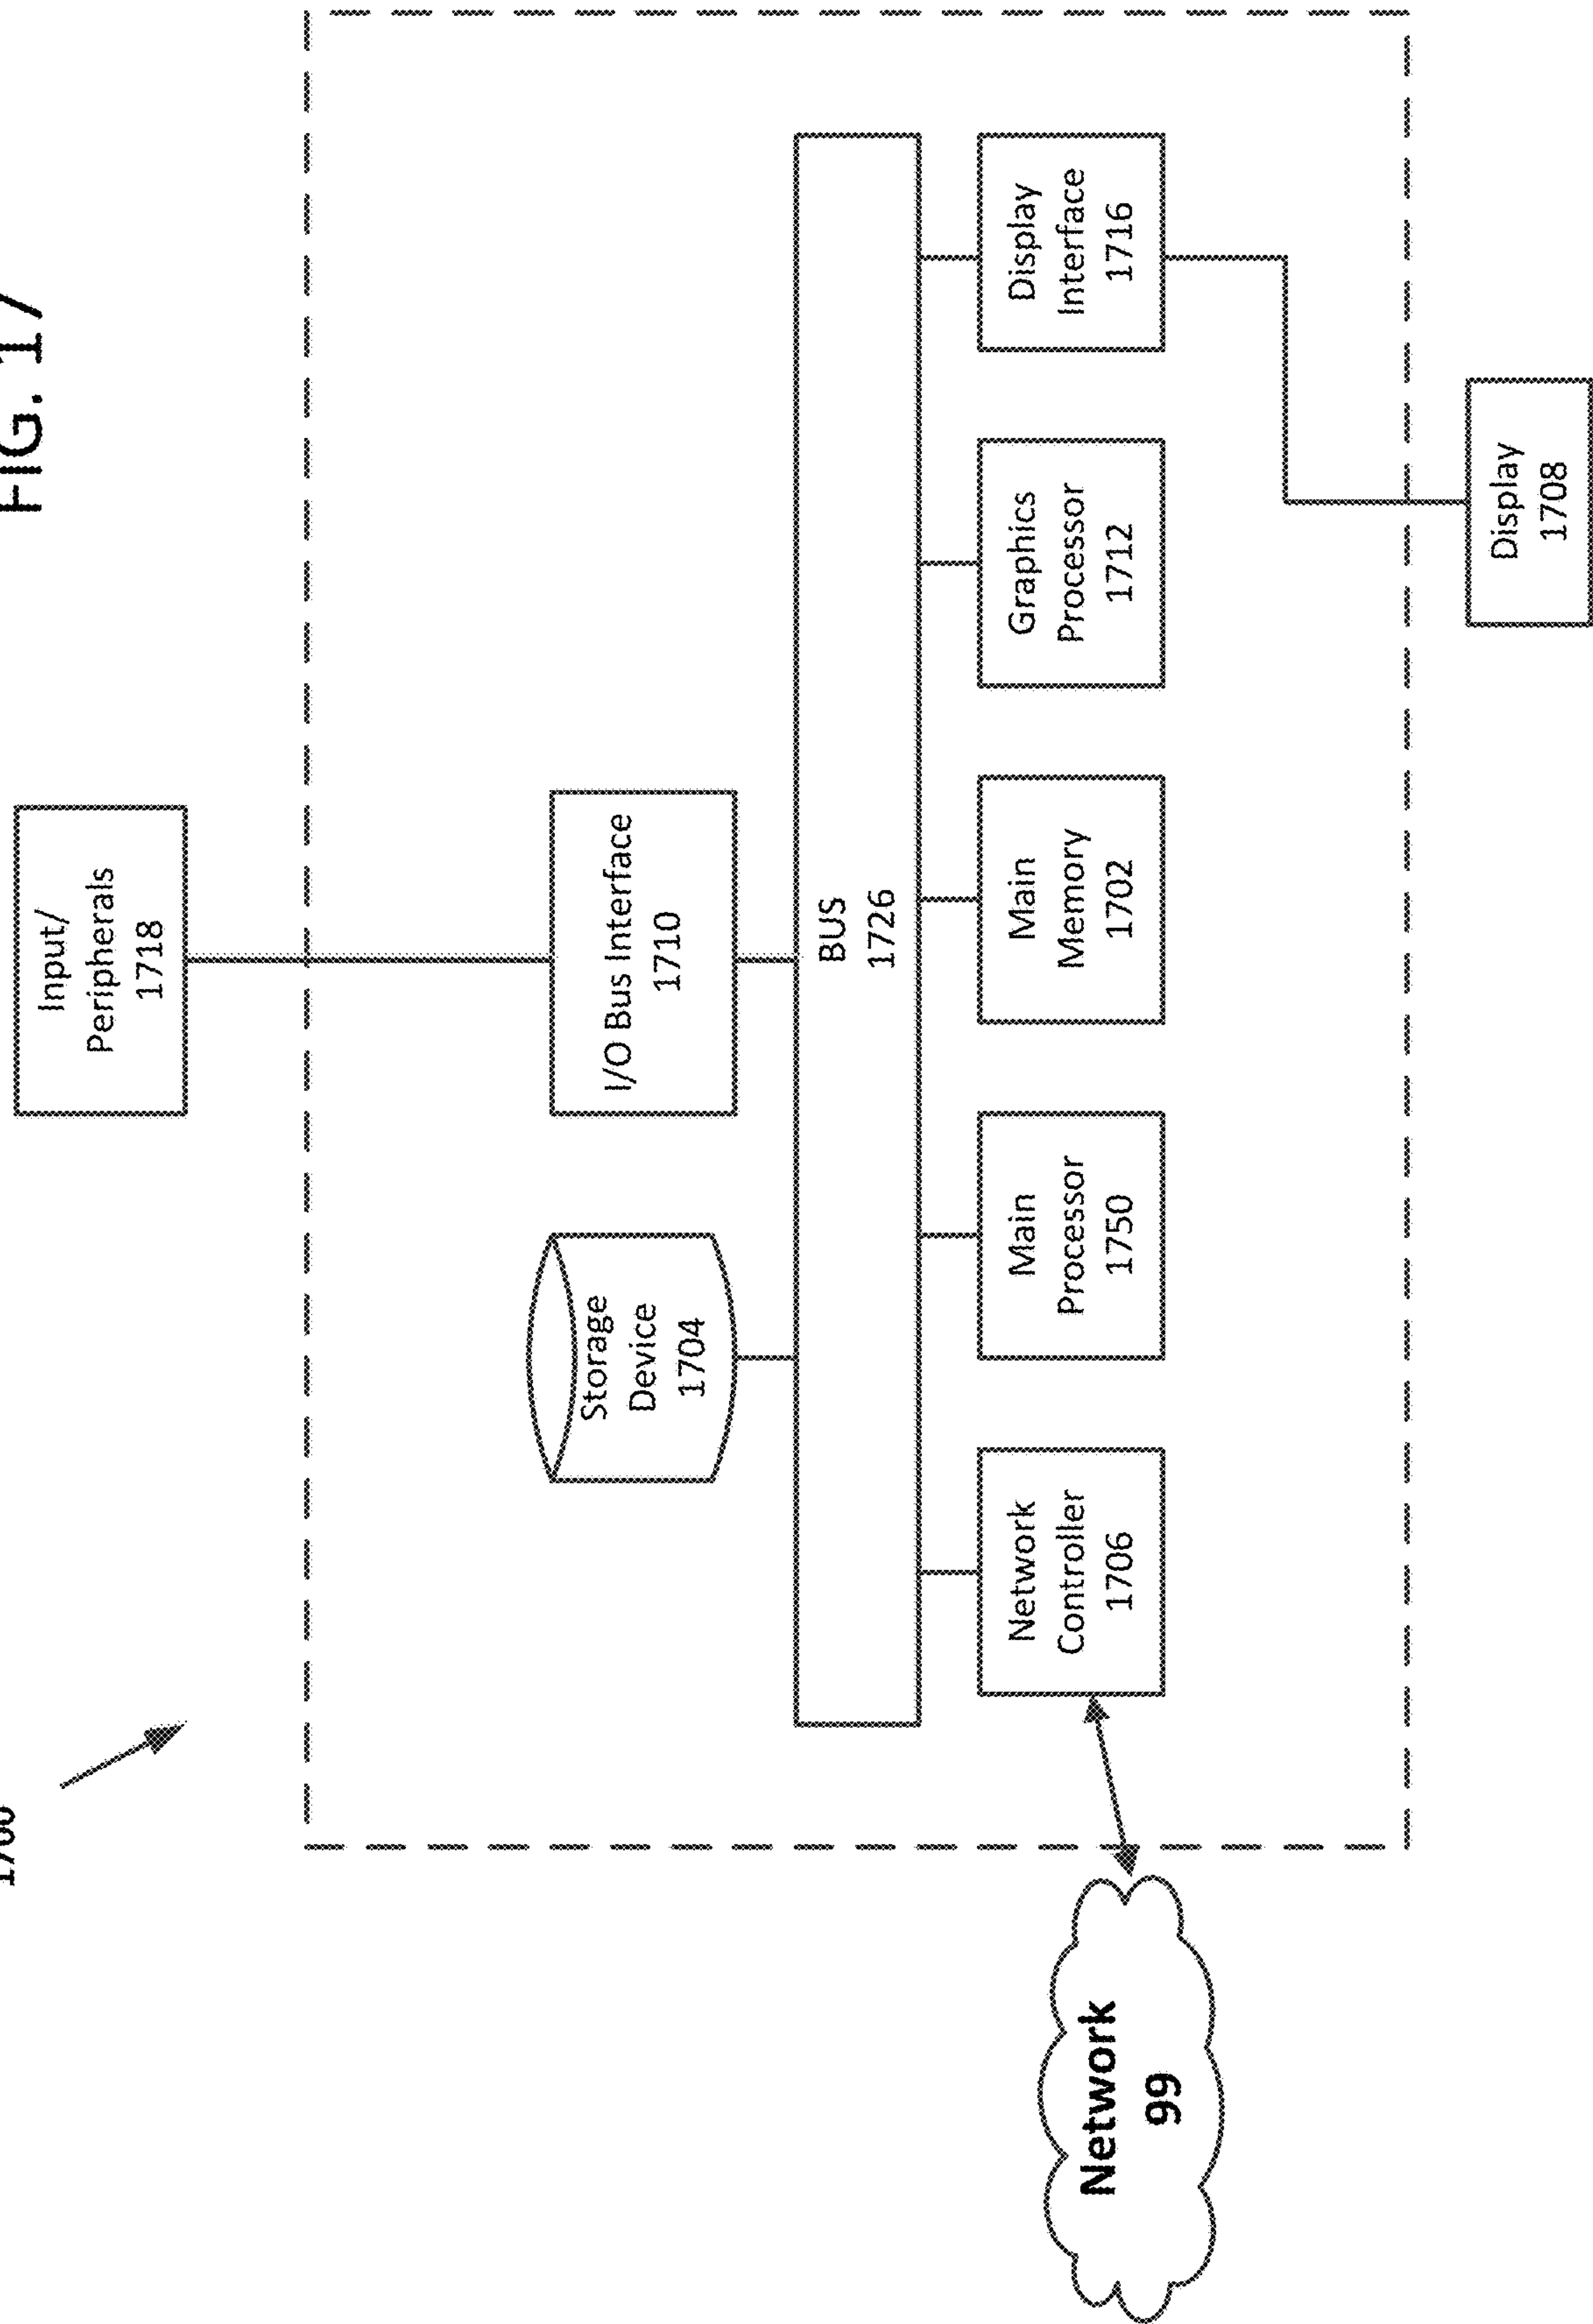 FIG. 17
1700
Input/
Peripherals
1718
Storage
Device
1704
I/O Bus Interface
1710
BUS
1726
Network
Controller
1706
Main
Processor
1750
Main
Memory
1702
Graphics
Processor
1712
Display
Interface
1716
Network
99
Display
1708